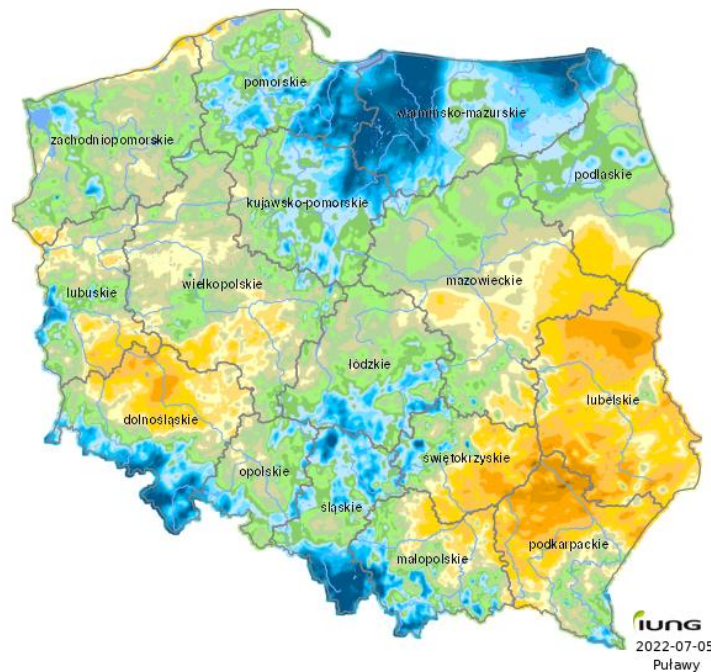 pomorskie
warmińsko-mazurskie
zachodniopomorskie
podlaskie
kujawsko-pomorskie
mazowieckie
wielkopolskie
lubuskie
łódzkie
lubelskie
dolnośląskie
świętokrzyskie
opolskie
śląskie
podkarpackie
małopolskie
IUNG
2022-07-05
Puławy